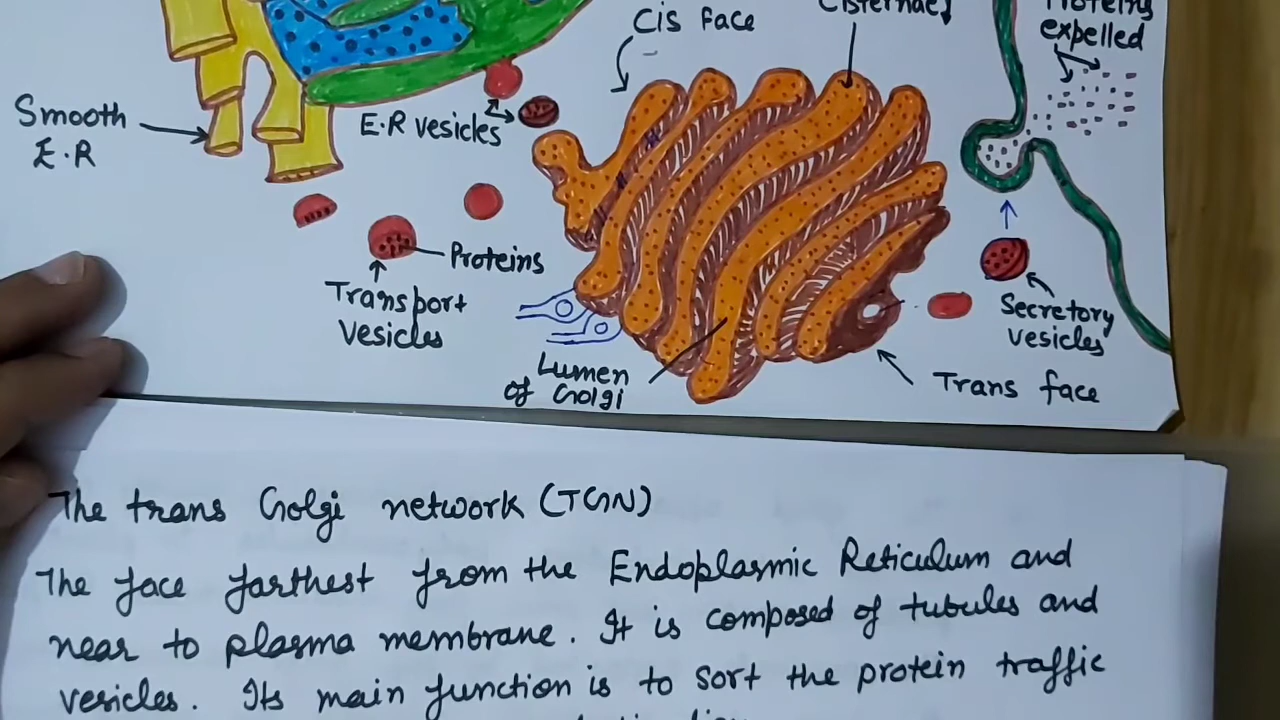 Cis Face
Cisternae
Proteins
expelled
Smooth
E.R
E.R vesicles
Proteins
Transport
Vesicles
Secretory
vesicles
Lumen
of Golgi
Trans face
The trans Golgi network (TGN)
The face farthest from the Endoplasmic Reticulum and
near to plasma membrane. It is composed of tubules and
vesicles. Its main function is to sort the protein traffic